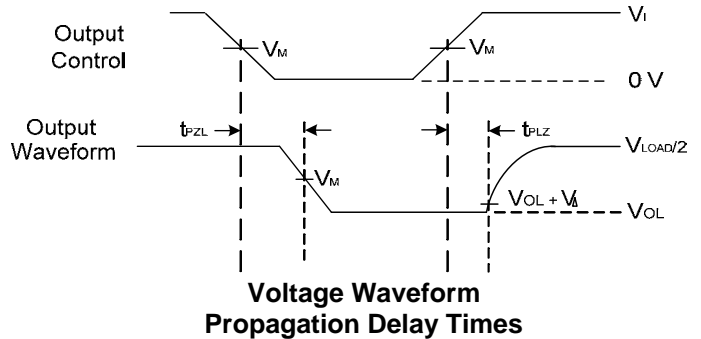 Output
Control
VM
VM
VI
0 V
Output
Waveform
tPZL
tPLZ
VLOAD/2
VM
VOL + VΔ
VOL
Voltage Waveform
Propagation Delay Times